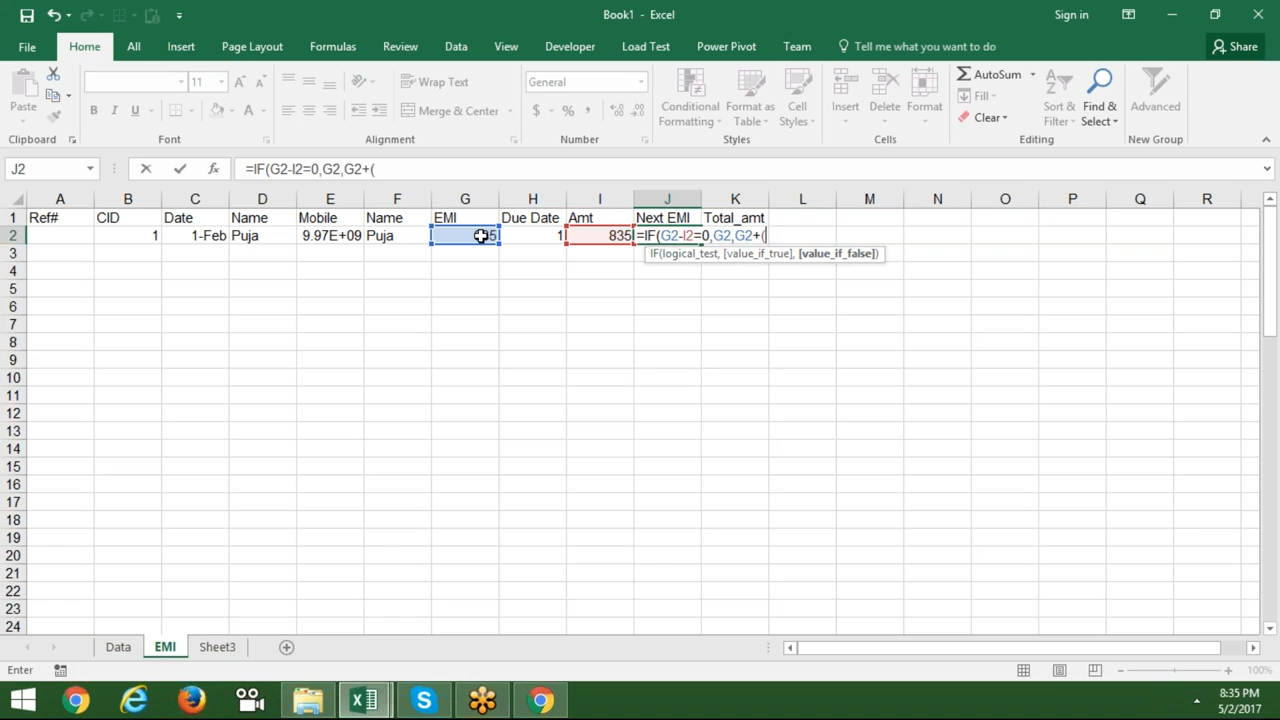 Book1 - Excel
Sign in
File Home All Insert Page Layout Formulas Review Data View Developer Load Test Power Pivot Team Tell me what you want to do Share
Paste
11
Wrap Text
Merge & Center
General
Conditional Formatting
Format as Table
Cell Styles
Insert
Delete
Format
AutoSum
Fill
Clear
Sort & Filter
Find & Select
Advanced
Clipboard Font Alignment Number Styles Cells Editing New Group
J2 =IF(G2-I2=0,G2,G2+(
A B C D E F G H I J K L M N O P Q R
1 Ref# CID Date Name Mobile Name EMI Due Date Amt Next EMI Total_amt
2 1 1-Feb Puja 9.97E+09 Puja 1 835 =IF(G2-I2=0,G2,G2+(
3 IF(logical_test, [value_if_true], [value_if_false])
4
5
6
7
8
9
10
11
12
13
14
15
16
17
18
19
20
21
22
23
24
Data EMI Sheet3
Enter 100%
8:35 PM
5/2/2017